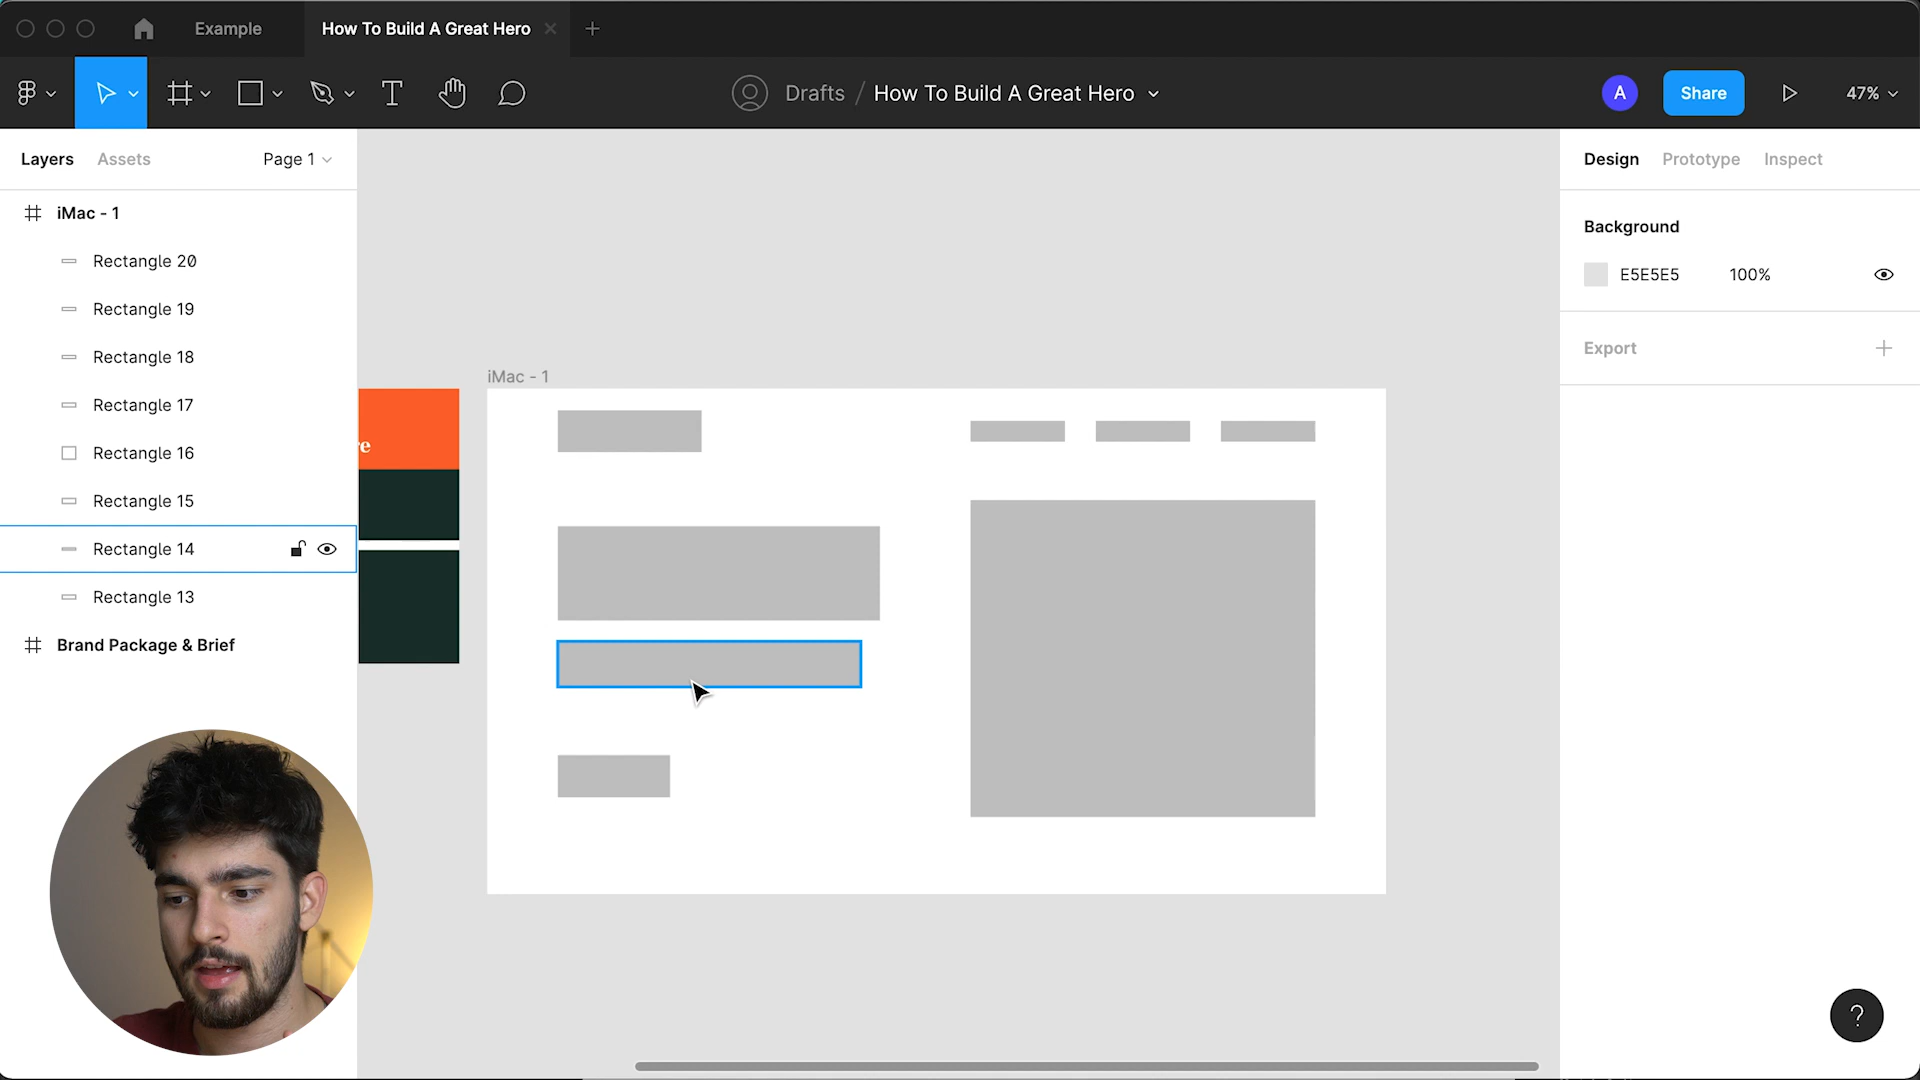 Example
How To Build A Great Hero
Drafts / How To Build A Great Hero
A
Share
47%
Layers
Assets
Page 1
Design
Prototype
Inspect
iMac - 1
Rectangle 20
Rectangle 19
Rectangle 18
Rectangle 17
Rectangle 16
Rectangle 15
Rectangle 14
Rectangle 13
Brand Package & Brief
iMac - 1
re
Background
E5E5E5
100%
Export
?